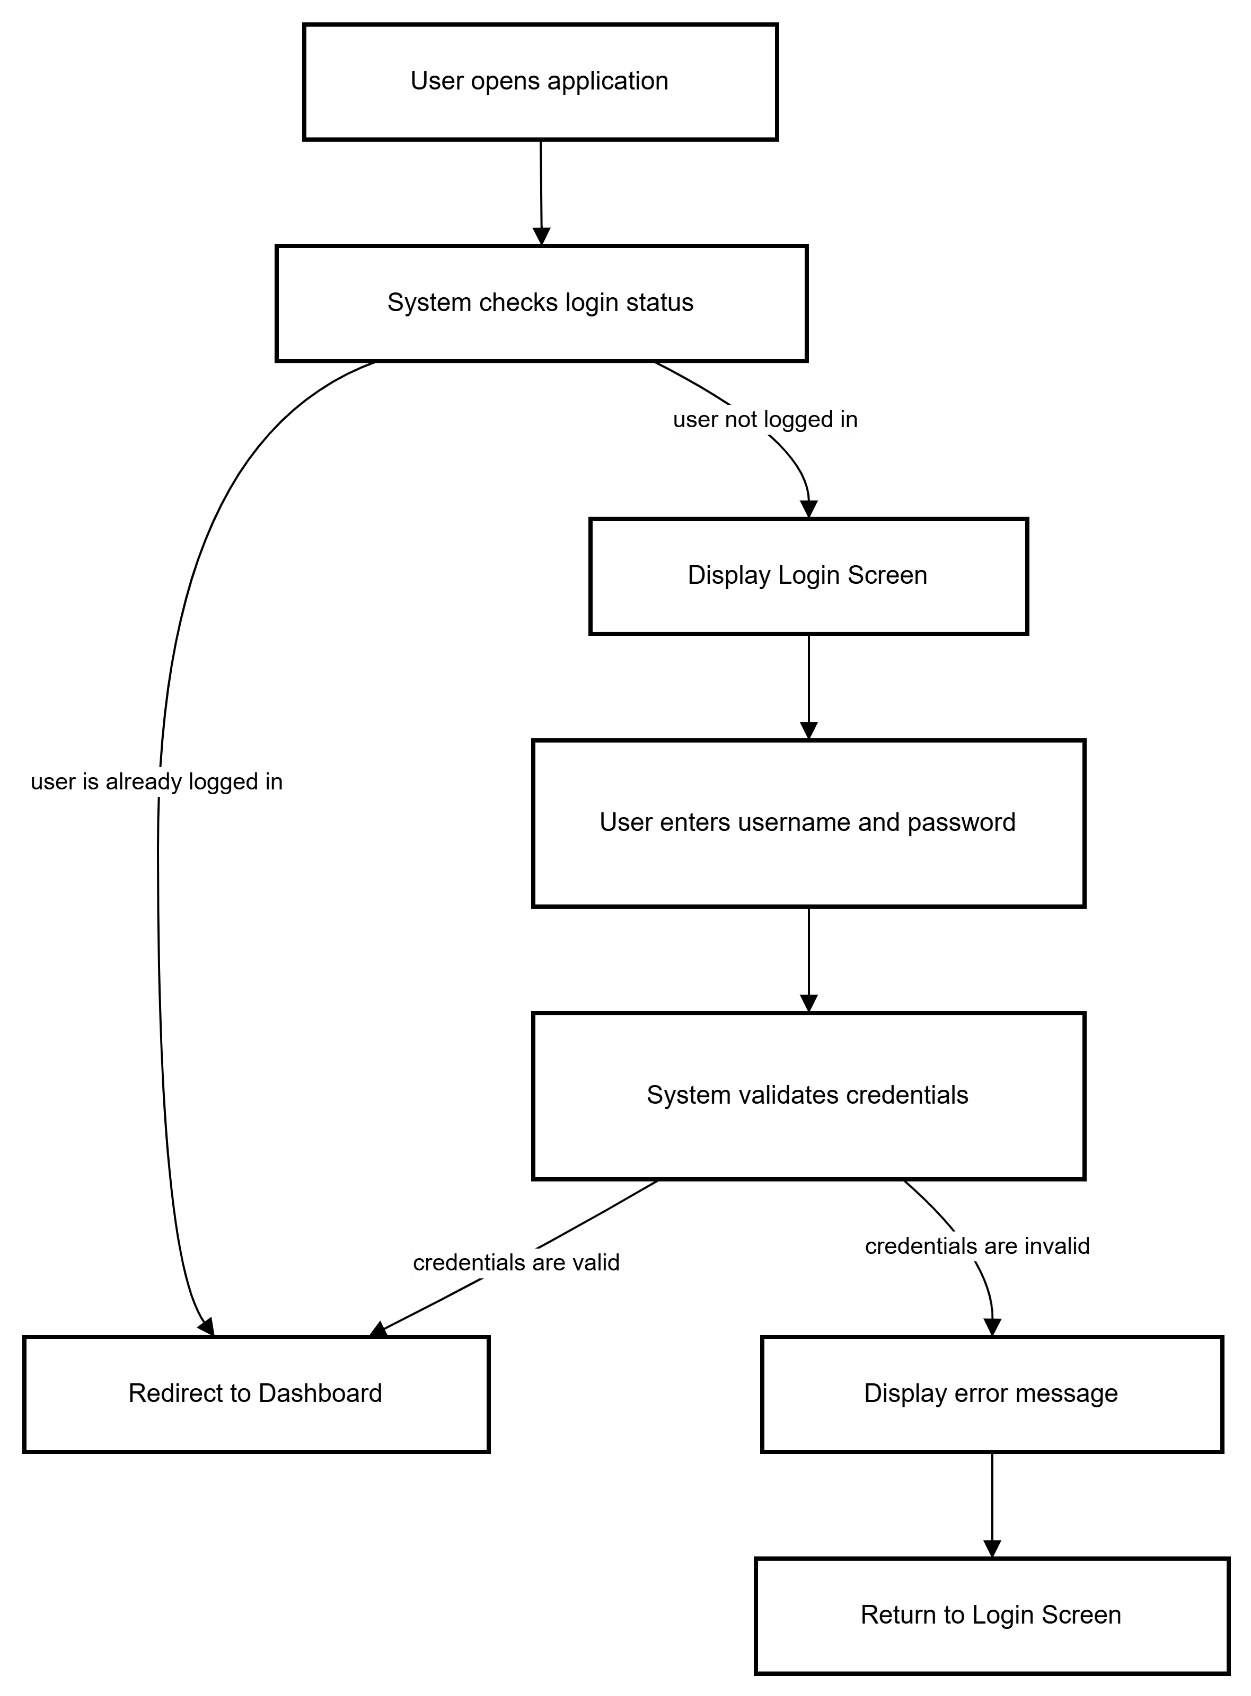 User opens application
System checks login status
user not logged in
Display Login Screen
user is already logged in
User enters username and password
System validates credentials
credentials are valid
credentials are invalid
Redirect to Dashboard
Display error message
Return to Login Screen